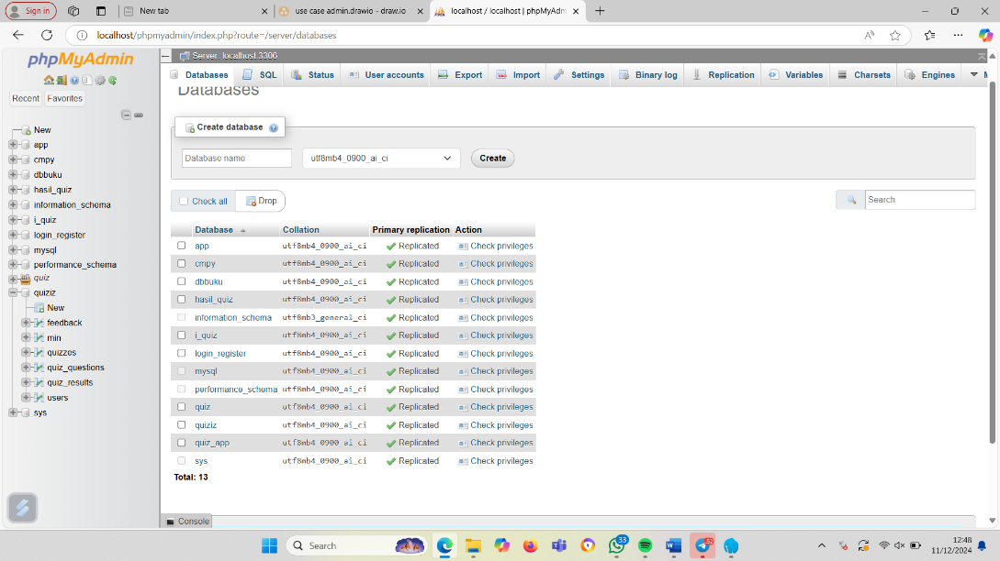 Sign in
New tab
use case admin.drawio - draw.io
localhost / localhost | phpMyAdm
localhost/phpmyadmin/index.php?route=/server/databases
phpMyAdmin
Recent
Favorites
New
app
cmpy
dbbuku
hasil_quiz
information_schema
i_quiz
login_register
mysql
performance_schema
quiz
quiziz
New
feedback
min
quizzes
quiz_questions
quiz_results
users
sys
Server: localhost:3306
Databases SQL Status User accounts Export Import Settings Binary log Replication Variables Charsets Engines M
Databases
Create database
Database name utf8mb4_0900_ai_ci Create
Check all Drop Search
Database Collation Primary replication Action
app utf8mb4_0900_ai_ci Replicated Check privileges
cmpy utf8mb4_0900_ai_ci Replicated Check privileges
dbbuku utf8mb4_0900_ai_ci Replicated Check privileges
hasil_quiz utf8mb4_0900_ai_ci Replicated Check privileges
information_schema utf8mb3_general_ci Replicated Check privileges
i_quiz utf8mb4_0900_ai_ci Replicated Check privileges
login_register utf8mb4_0900_ai_ci Replicated Check privileges
mysql utf8mb4_0900_ai_ci Replicated Check privileges
performance_schema utf8mb4_0900_ai_ci Replicated Check privileges
quiz utf8mb4_0900_ai_ci Replicated Check privileges
quiziz utf8mb4_0900_ai_ci Replicated Check privileges
quiz_app utf8mb4_0900_ai_ci Replicated Check privileges
sys utf8mb4_0900_ai_ci Replicated Check privileges
Total: 13
Console
Search
33
12:48
11/12/2024